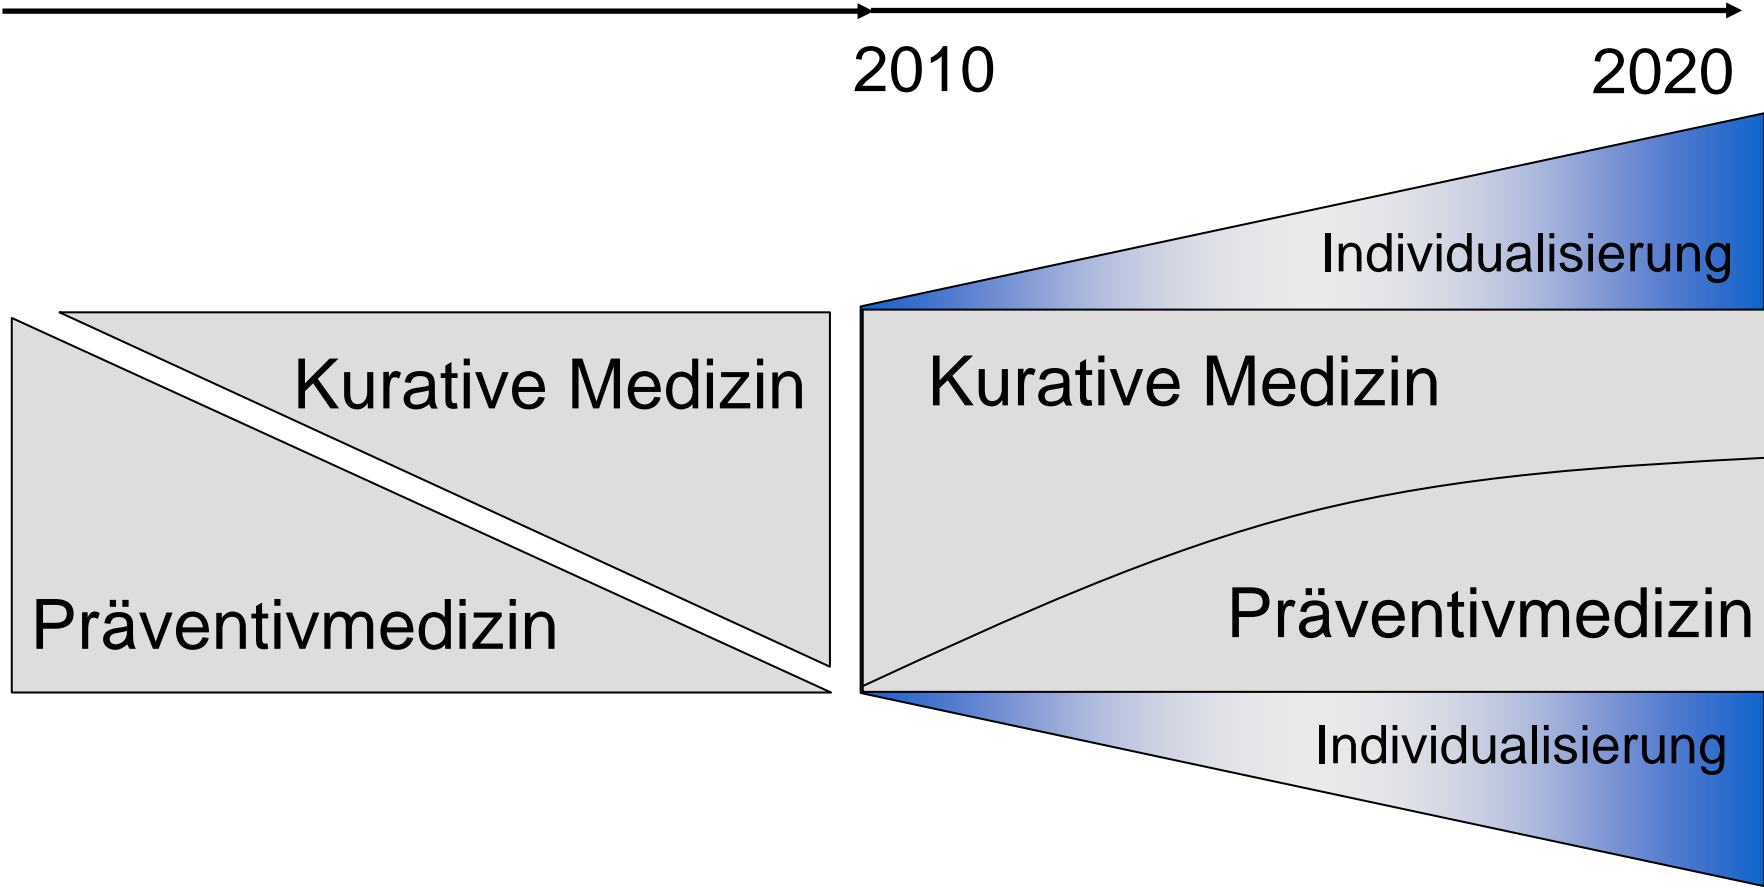 2010
2020
Individualisierung
Kurative Medizin
Kurative Medizin
Präventivmedizin
Präventivmedizin
Individualisierung